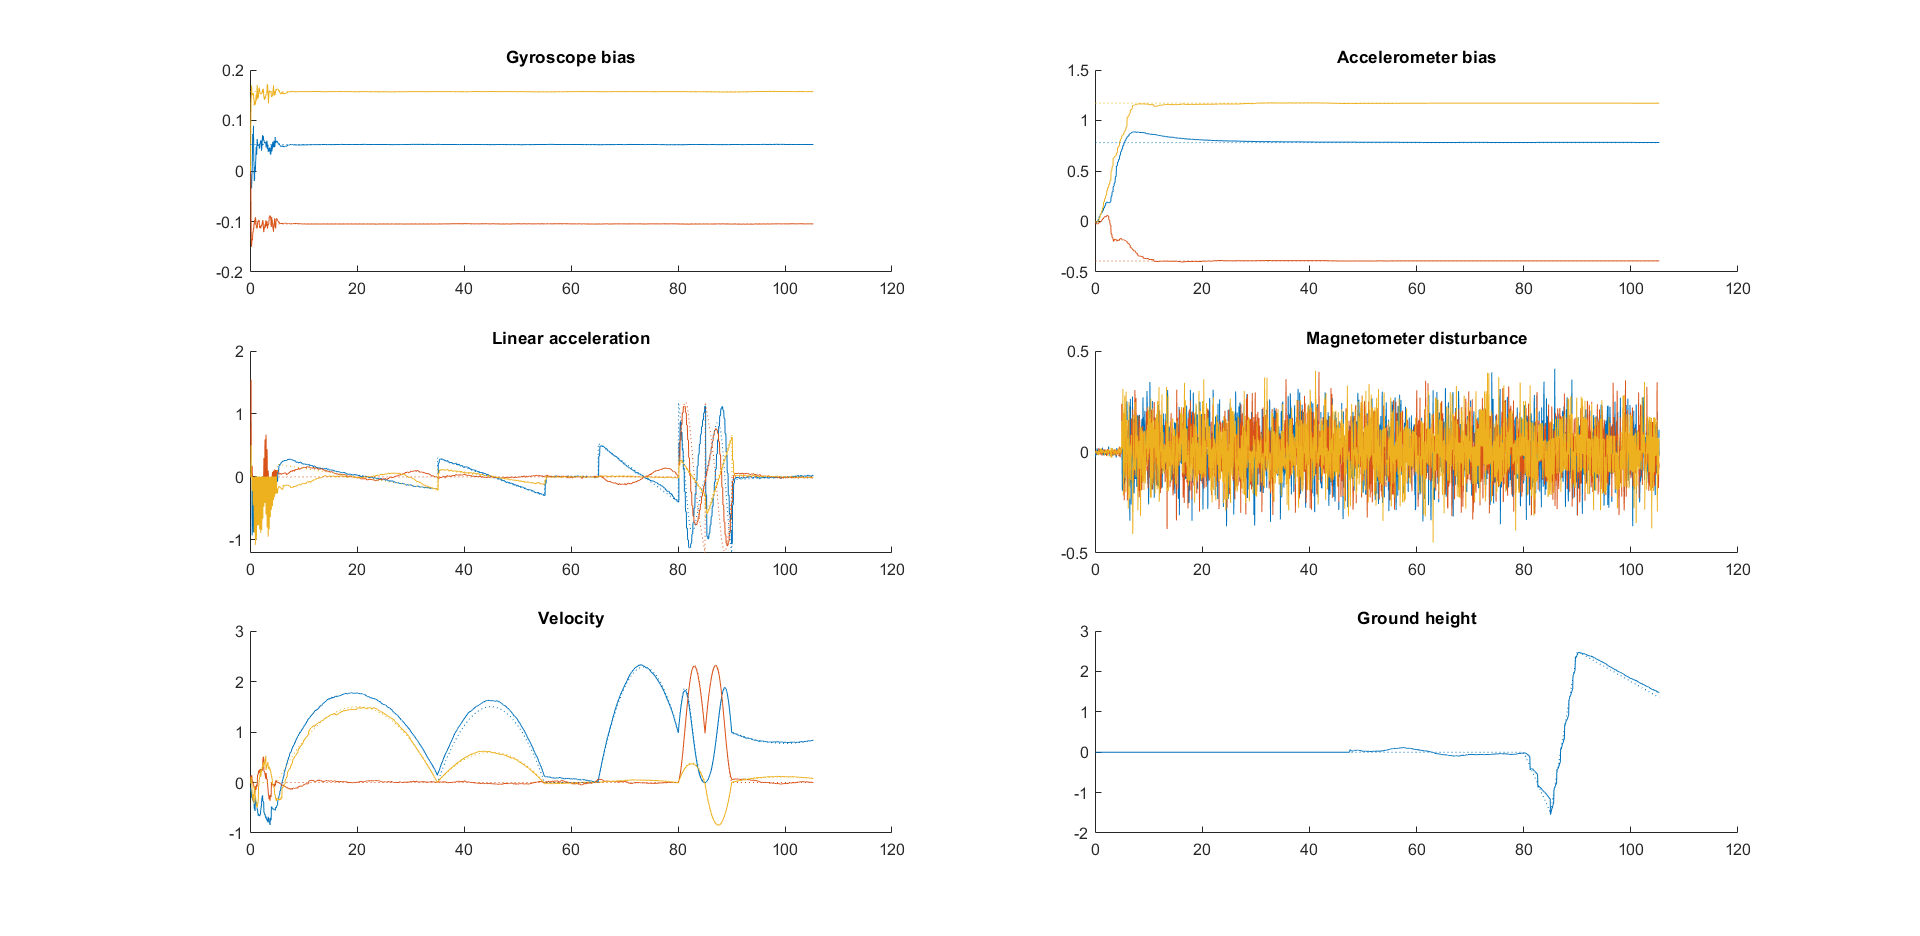 Gyroscope bias
0.2
0.1
0
-0.1
-0.2
0 20 40 60 80 100 120
Accelerometer bias
1.5
1
0.5
0
-0.5
0 20 40 60 80 100 120
Linear acceleration
2
1
0
-1
0 20 40 60 80 100 120
Magnetometer disturbance
0.5
0
-0.5
0 20 40 60 80 100 120
Velocity
3
2
1
0
-1
0 20 40 60 80 100 120
Ground height
3
2
1
0
-1
-2
0 20 40 60 80 100 120